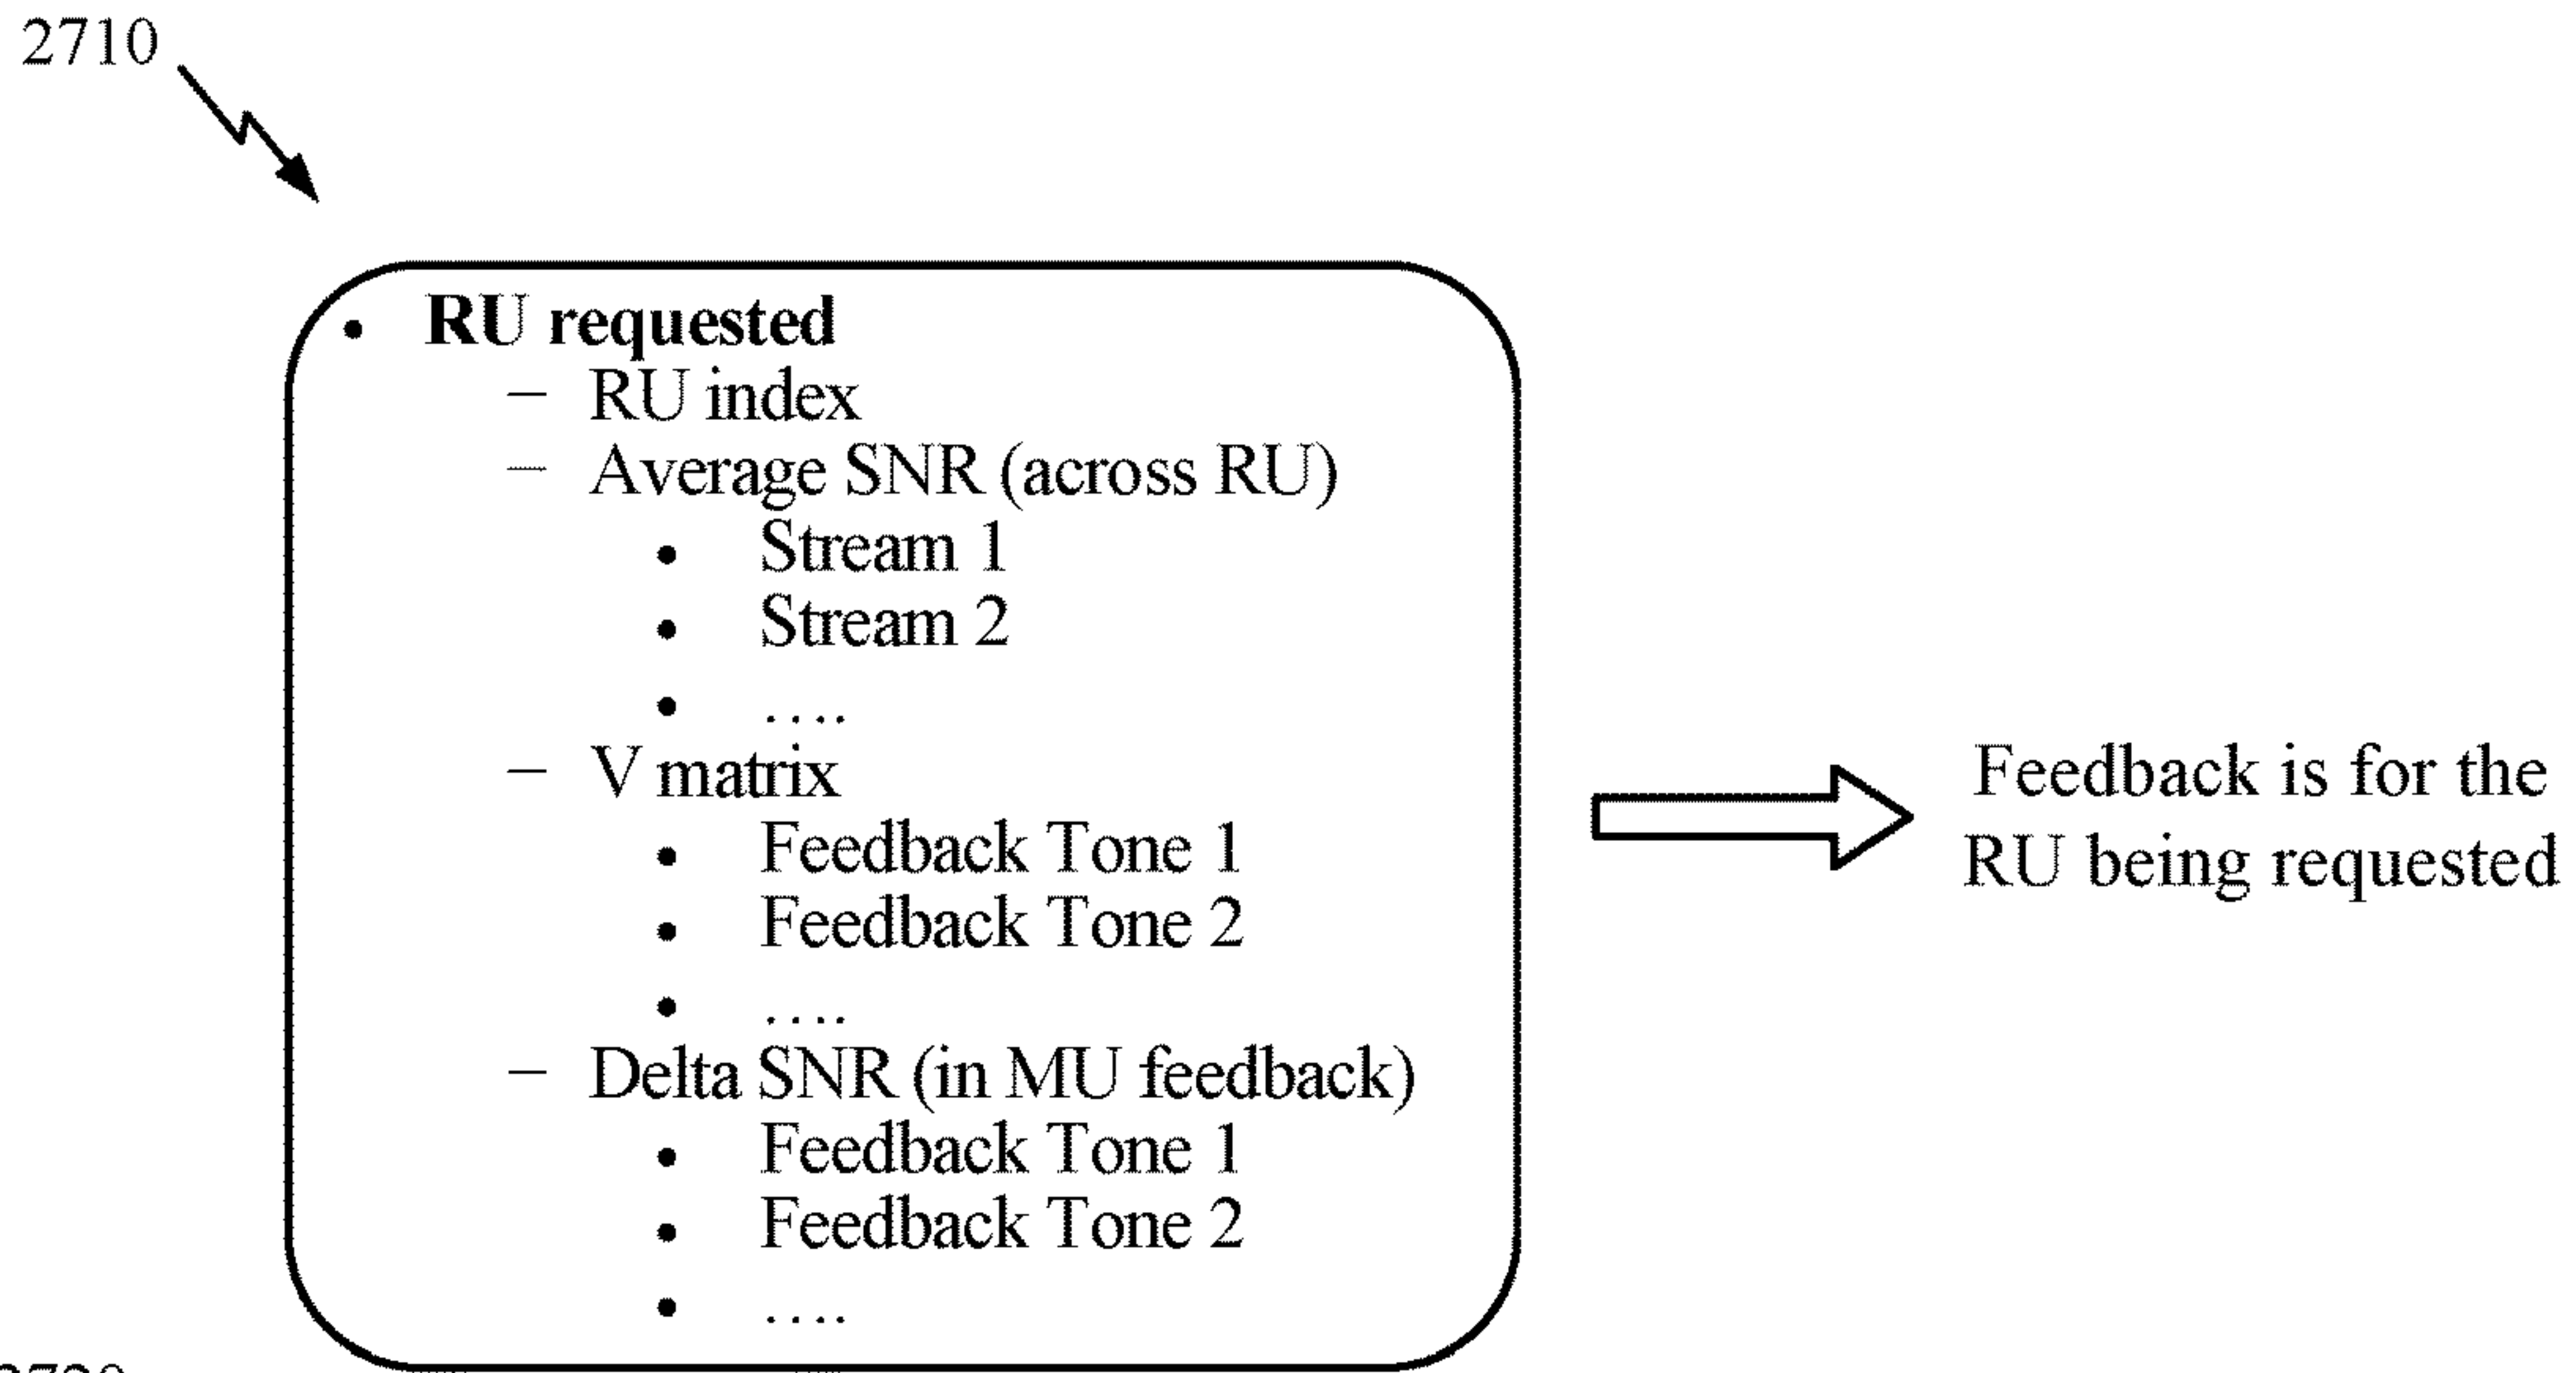 2710
• RU requested
– RU index
– Average SNR (across RU)
• Stream 1
• Stream 2
• ....
– V matrix
• Feedback Tone 1
• Feedback Tone 2
• ....
– Delta SNR (in MU feedback)
• Feedback Tone 1
• Feedback Tone 2
• ....
Feedback is for the
RU being requested